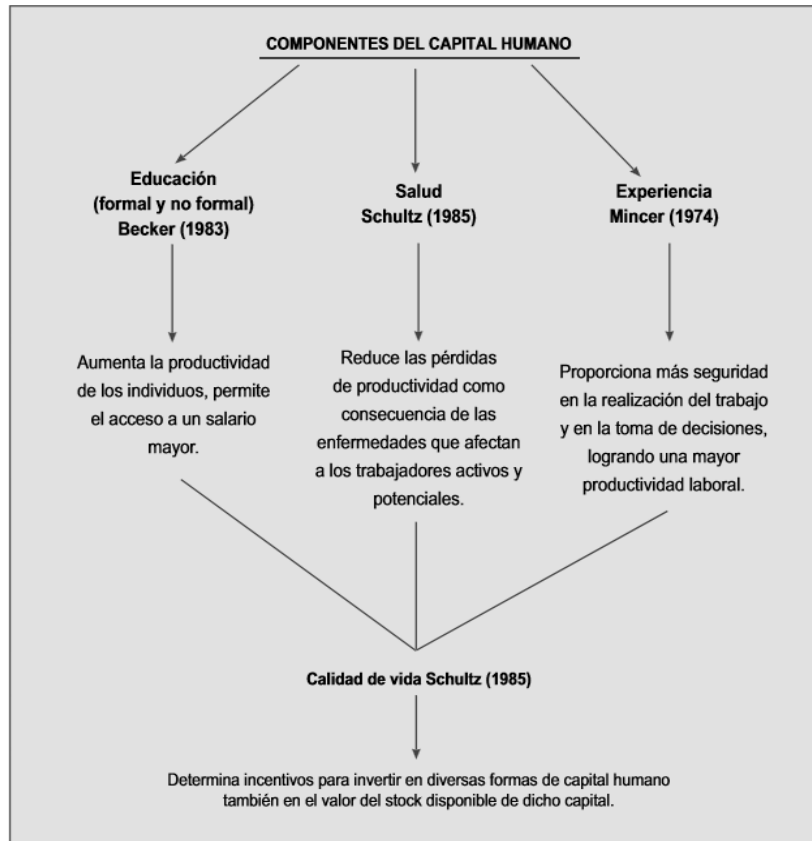 COMPONENTES DEL CAPITAL HUMANO
Educación
(formal y no formal)
Becker (1983)
Salud
Schultz (1985)
Experiencia
Mincer (1974)
Aumenta la productividad
de los individuos, permite
el acceso a un salario
mayor.
Reduce las pérdidas
de productividad como
consecuencia de las
enfermedades que afectan
a los trabajadores activos y
potenciales.
Proporciona más seguridad
en la realización del trabajo
y en la toma de decisiones,
logrando una mayor
productividad laboral.
Calidad de vida Schultz (1985)
Determina incentivos para invertir en diversas formas de capital humano
también en el valor del stock disponible de dicho capital.